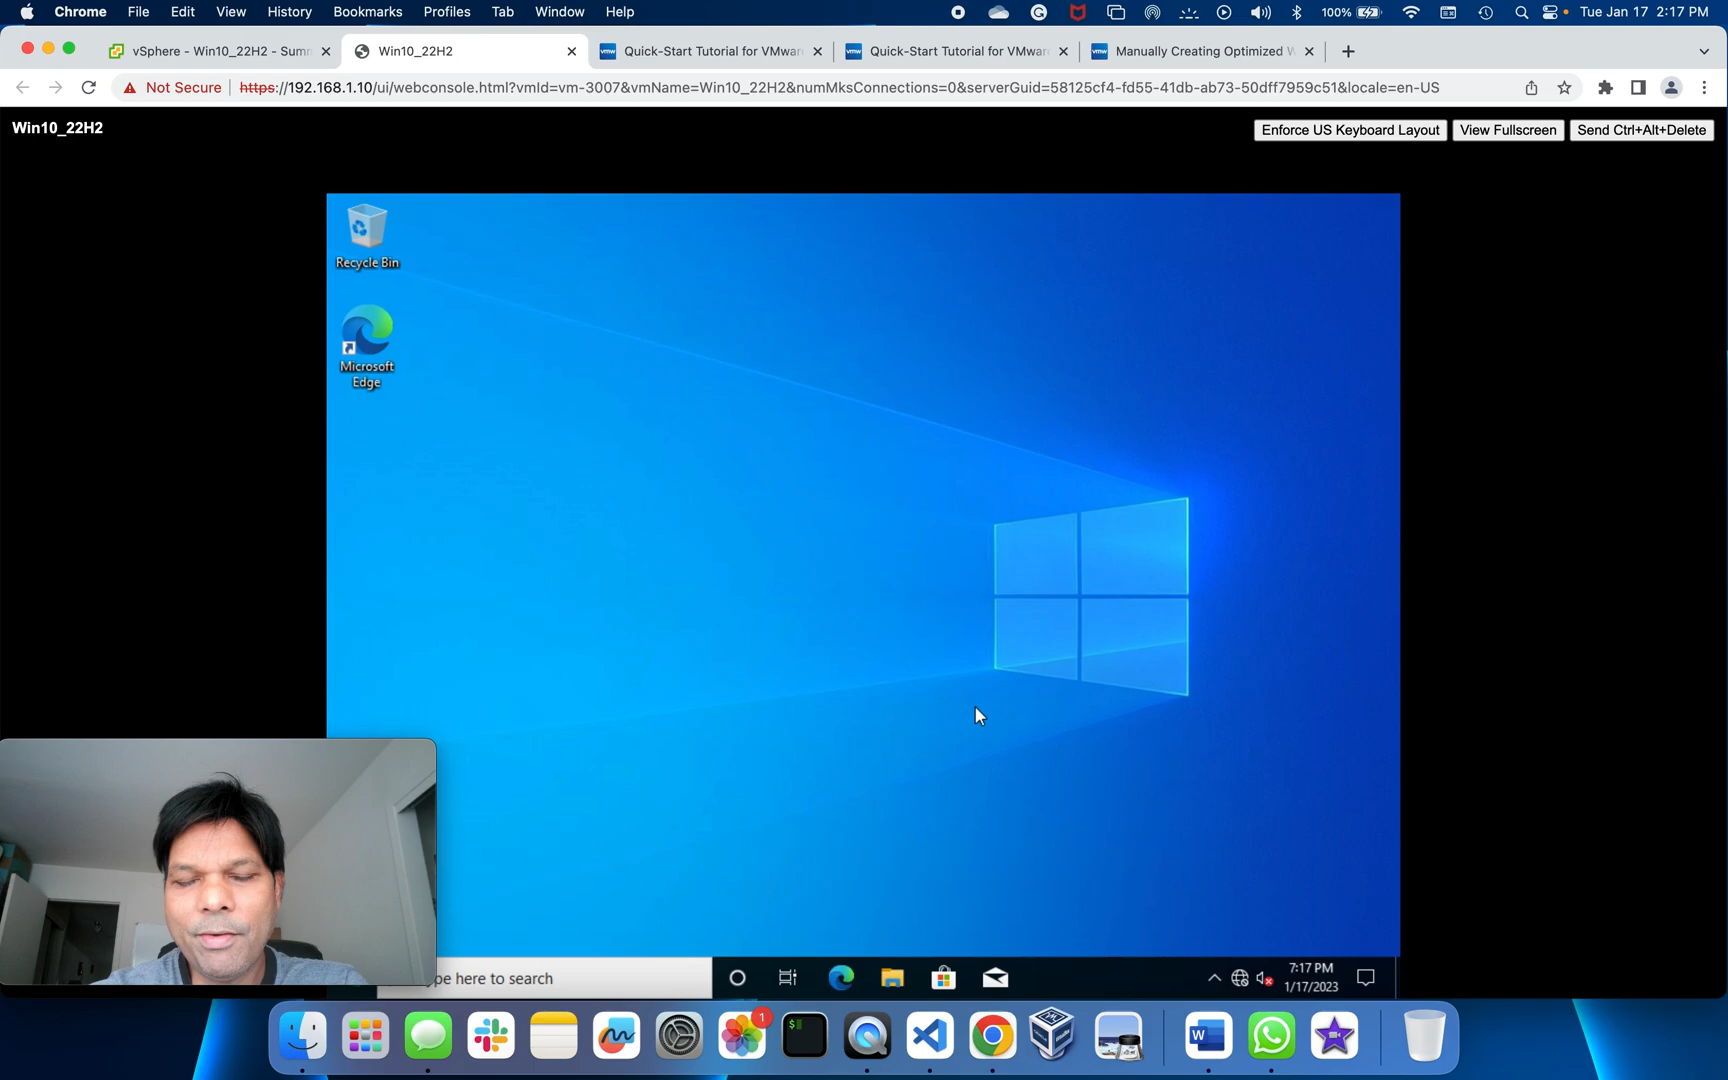 Chrome File Edit View History Bookmarks Profiles Tab Window Help 100% Tue Jan 17 2:17 PM
vSphere - Win10_22H2 - Summ Win10_22H2 Quick-Start Tutorial for VMwar Quick-Start Tutorial for VMwar Manually Creating Optimized W
Not Secure https://192.168.1.10/ui/webconsole.html?vmId=vm-3007&vmName=Win10_22H2&numMksConnections=0&serverGuid=58125cf4-fd55-41db-ab73-50dff7959c51&locale=en-US
Win10_22H2 Enforce US Keyboard Layout View Fullscreen Send Ctrl+Alt+Delete
Recycle Bin
Microsoft
Edge
pe here to search
7:17 PM
1/17/2023
1